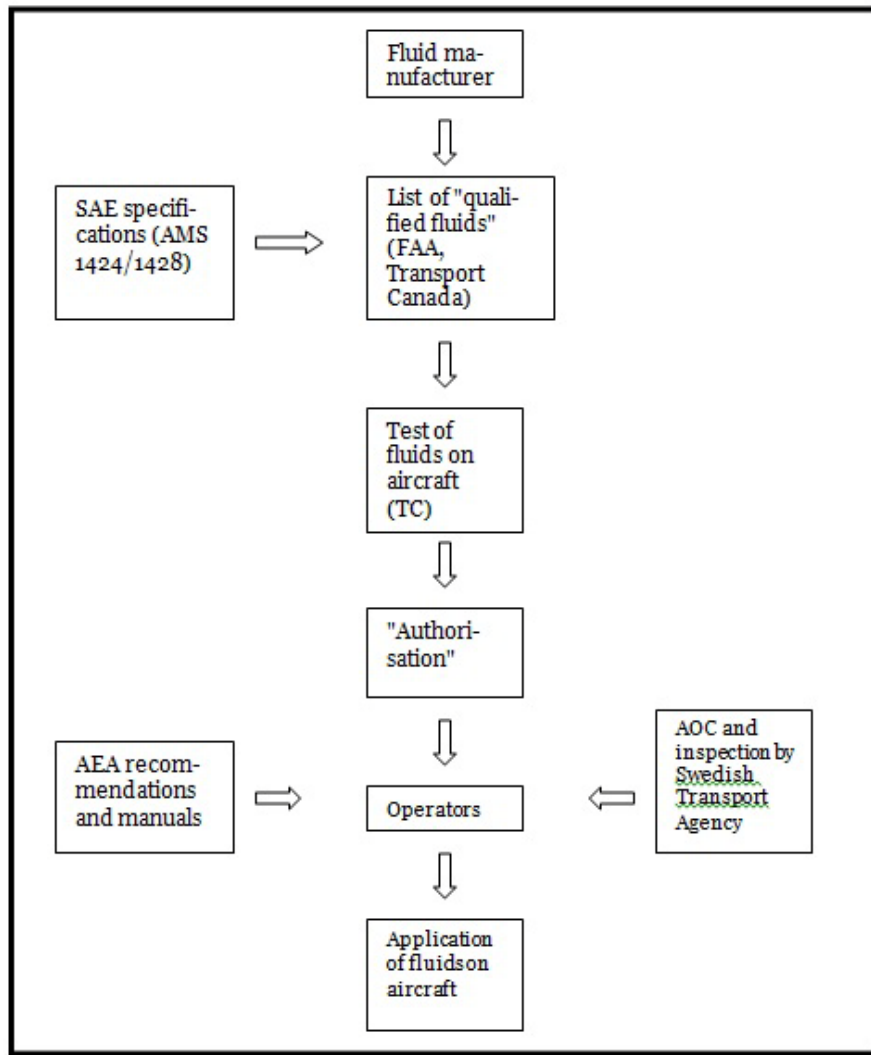 Fluid ma-
nufacturer
SAE specifi-
cations (AMS
1424/1428)
List of "quali-
fied fluids"
(FAA,
Transport
Canada)
Test of
fluids on
aircraft
(TC)
"Authori-
sation"
AEA recom-
mendations
and manuals
Operators
AOC and
inspection by
Swedish
Transport
Agency
Application
of fluidson
aircraft